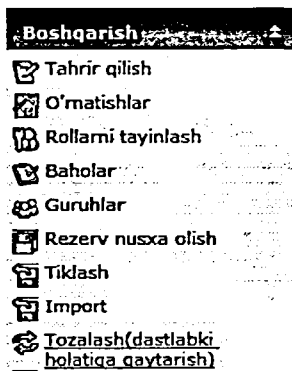 Boshqarish
Tahrir qilish
O'rnatishlar
Rollarni tayinlash
Baholar
Guruhlar
Rezerv nusxa olish
Tiklash
Import
Tozalash(dastlabki
holatiga qaytarish)